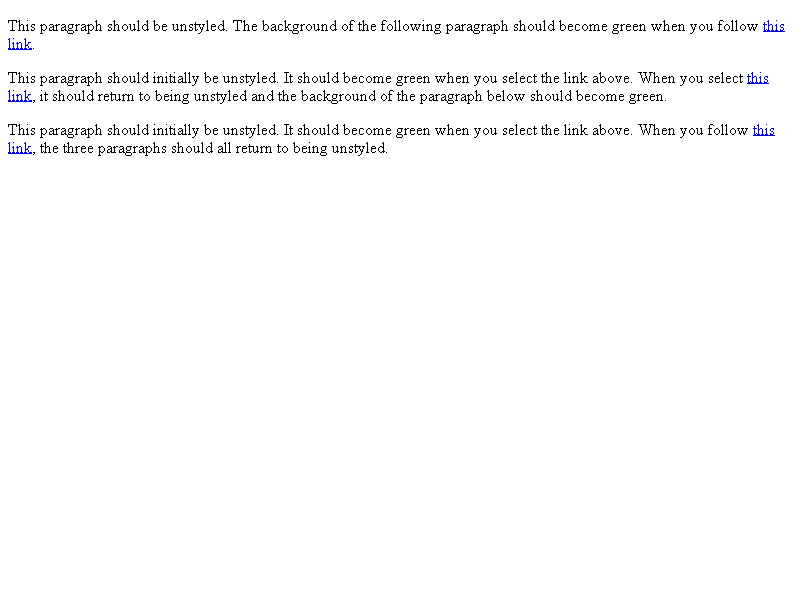 This paragraph should be unstyled. The background of the following paragraph should become green when you follow this
link.
This paragraph should initially be unstyled. It should become green when you select the link above. When you select this
link, it should return to being unstyled and the background of the paragraph below should become green.
This paragraph should initially be unstyled. It should become green when you select the link above. When you follow this
link, the three paragraphs should all return to being unstyled.